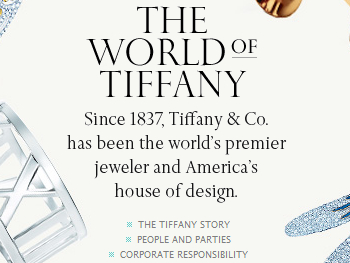 THE
WORLD OF
TIFFANY
Since 1837, Tiffany & Co.
has been the world's premier
jeweler and America's
house of design.
THE TIFFANY STORY
PEOPLE AND PARTIES
CORPORATE RESPONSIBILITY